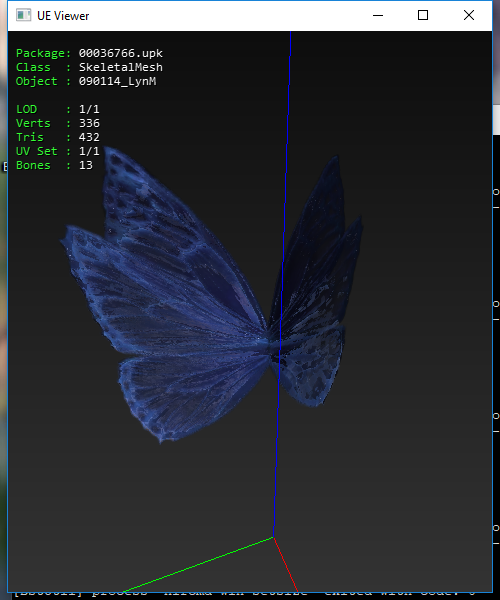 UE Viewer
Package: 00036766.upk
Class : SkeletalMesh
Object : 090114_LynM
LOD : 1/1
Verts : 336
Tris : 432
UV Set : 1/1
Bones : 13